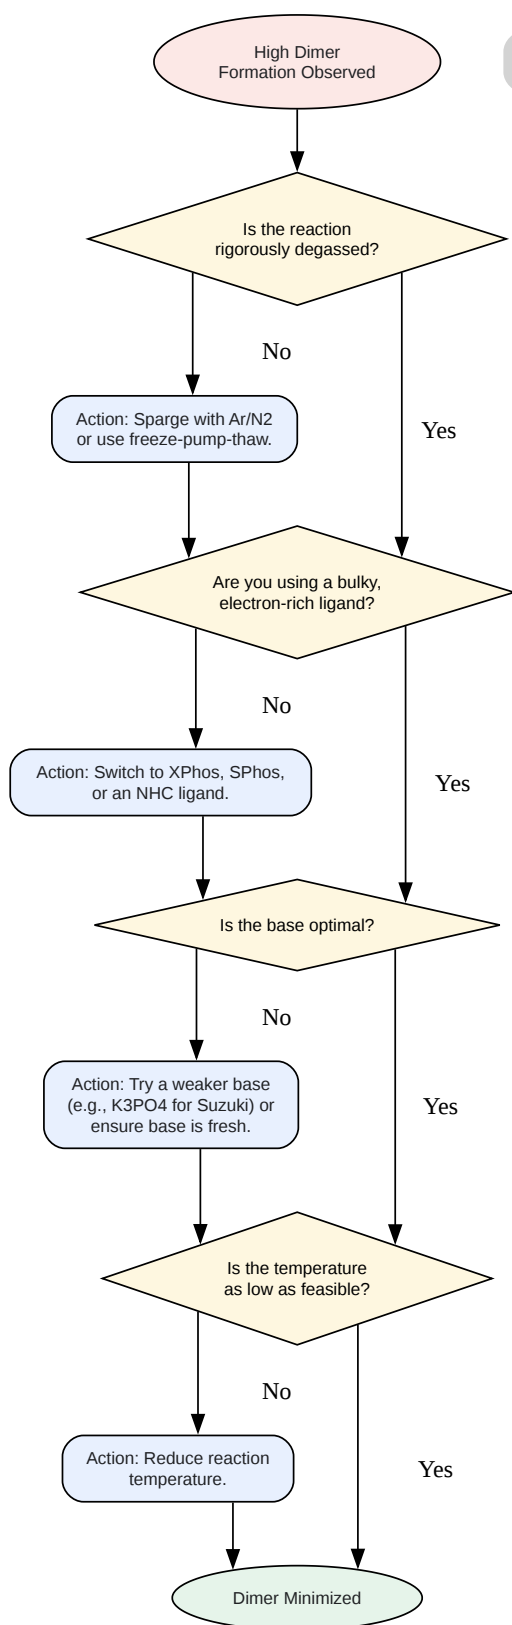 High Dimer
Formation Observed
Is the reaction
rigorously degassed?
No
Action: Sparge with Ar/N2
or use freeze-pump-thaw.
Yes
Are you using a bulky,
electron-rich ligand?
No
Action: Switch to XPhos, SPhos,
or an NHC ligand.
Yes
Is the base optimal?
No
Action: Try a weaker base
(e.g., K3PO4 for Suzuki) or
ensure base is fresh.
Yes
Is the temperature
as low as feasible?
No
Action: Reduce reaction
temperature.
Yes
Dimer Minimized